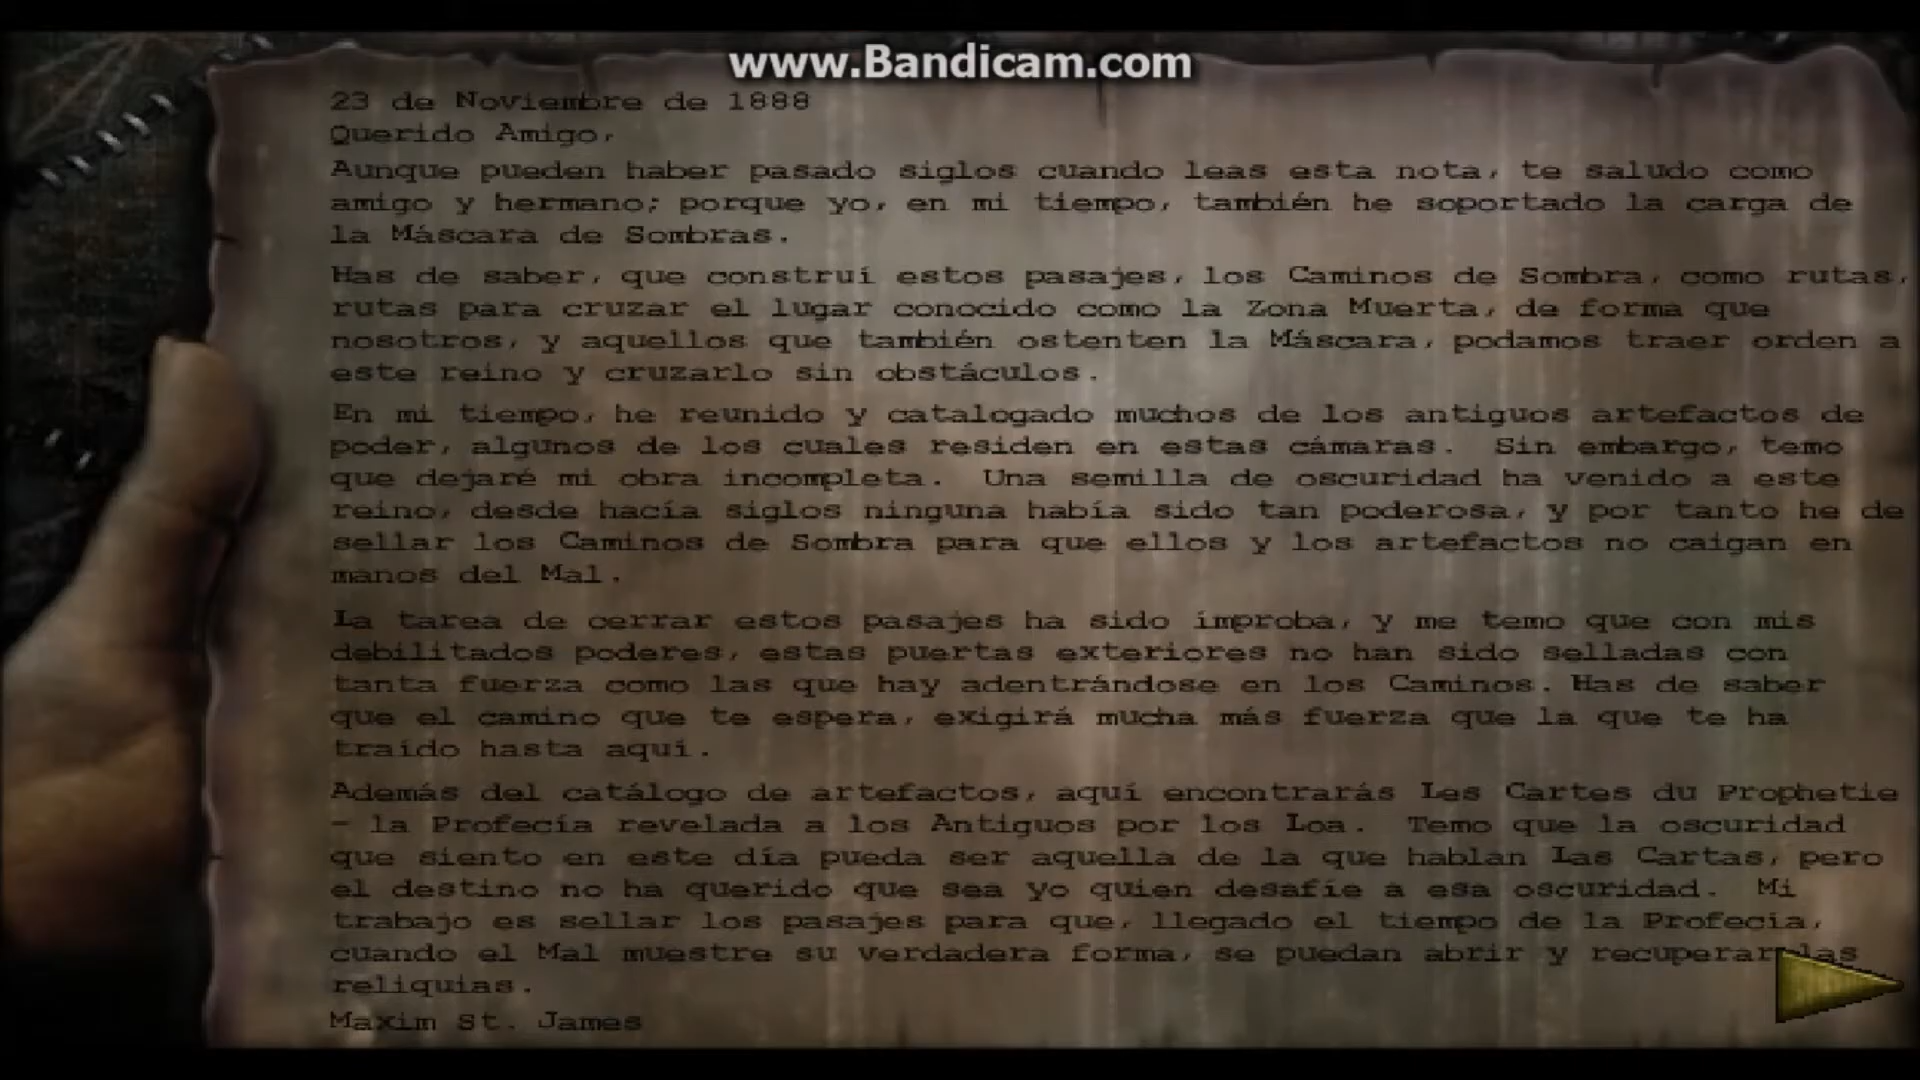 www.Bandicam.com
23 de Noviembre de 1888
Querido Amigo,
Aunque pueden haber pasado siglos cuando leas esta nota, te saludo como
amigo y hermano; porque yo, en mi tiempo, también he soportado la carga de
la Máscara de Sombras.
Has de saber, que construí estos pasajes, los Caminos de Sombra, como rutas,
rutas para cruzar el lugar conocido como la Zona Muerta, de forma que
nosotros, y aquellos que también ostenten la Máscara, podamos traer orden a
este reino y cruzarlo sin obstáculos.
En mi tiempo, he reunido y catalogado muchos de los antiguos artefactos de
poder, algunos de los cuales residen en estas cámaras. Sin embargo, temo
que dejaré mi obra incompleta. Una semilla de oscuridad ha venido a este
reino, desde hacía siglos ninguna había sido tan poderosa, y por tanto he de
sellar los Caminos de Sombra para que ellos y los artefactos no caigan en
manos del Mal.
La tarea de cerrar estos pasajes ha sido ímproba, y me temo que con mis
debilitados poderes, estas puertas exteriores no han sido selladas con
tanta fuerza como las que hay adentrándose en los Caminos. Has de saber
que el camino que te espera, exigirá mucha más fuerza que la que te ha
traído hasta aquí.
Además del catálogo de artefactos, aquí encontrarás Les Cartes du Prophetie
- la Profecía revelada a los Antiguos por los Loa. Temo que la oscuridad
que siento en este día pueda ser aquella de la que hablan Las Cartas, pero
el destino no ha querido que sea yo quien desafíe a esa oscuridad. Mi
trabajo es sellar los pasajes para que, llegado el tiempo de la Profecía,
cuando el Mal muestre su verdadera forma, se puedan abrir y recuperar las
reliquias.
Maxim St. James